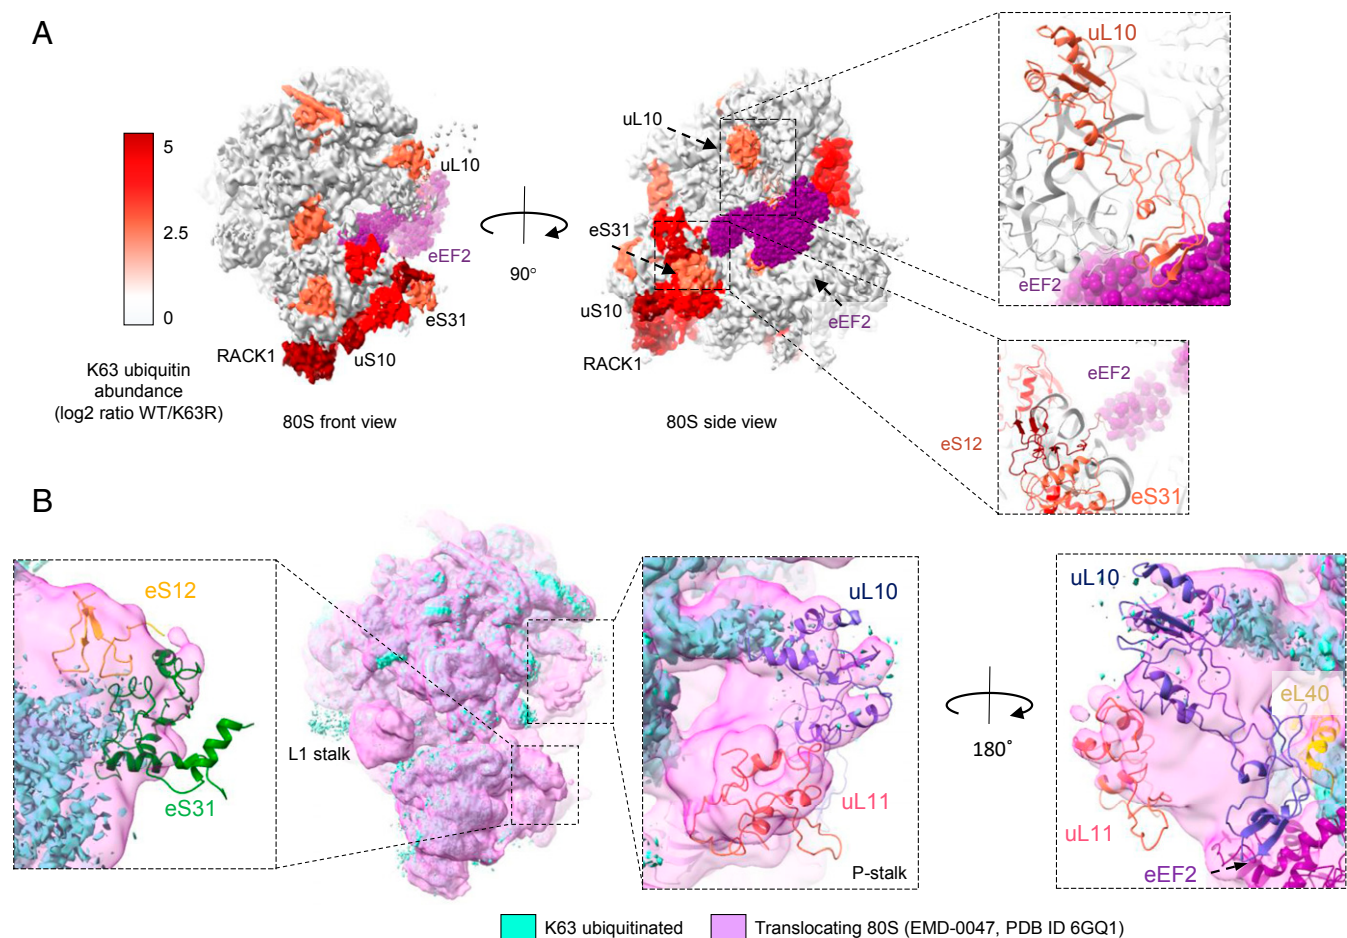 A
5
2.5
0
K63 ubiquitin
abundance
(log2 ratio WT/K63R)
uL10
eEF2
eS31
uS10
RACK1
80S front view
90°
uL10
eS31
uS10
RACK1
eEF2
80S side view
uL10
eEF2
eEF2
eS12
eS31
B
eS12
eS31
L1 stalk
uL10
uL11
P-stalk
180°
uL10
eL40
uL11
eEF2
K63 ubiquitinated
Translocating 80S (EMD-0047, PDB ID 6GQ1)